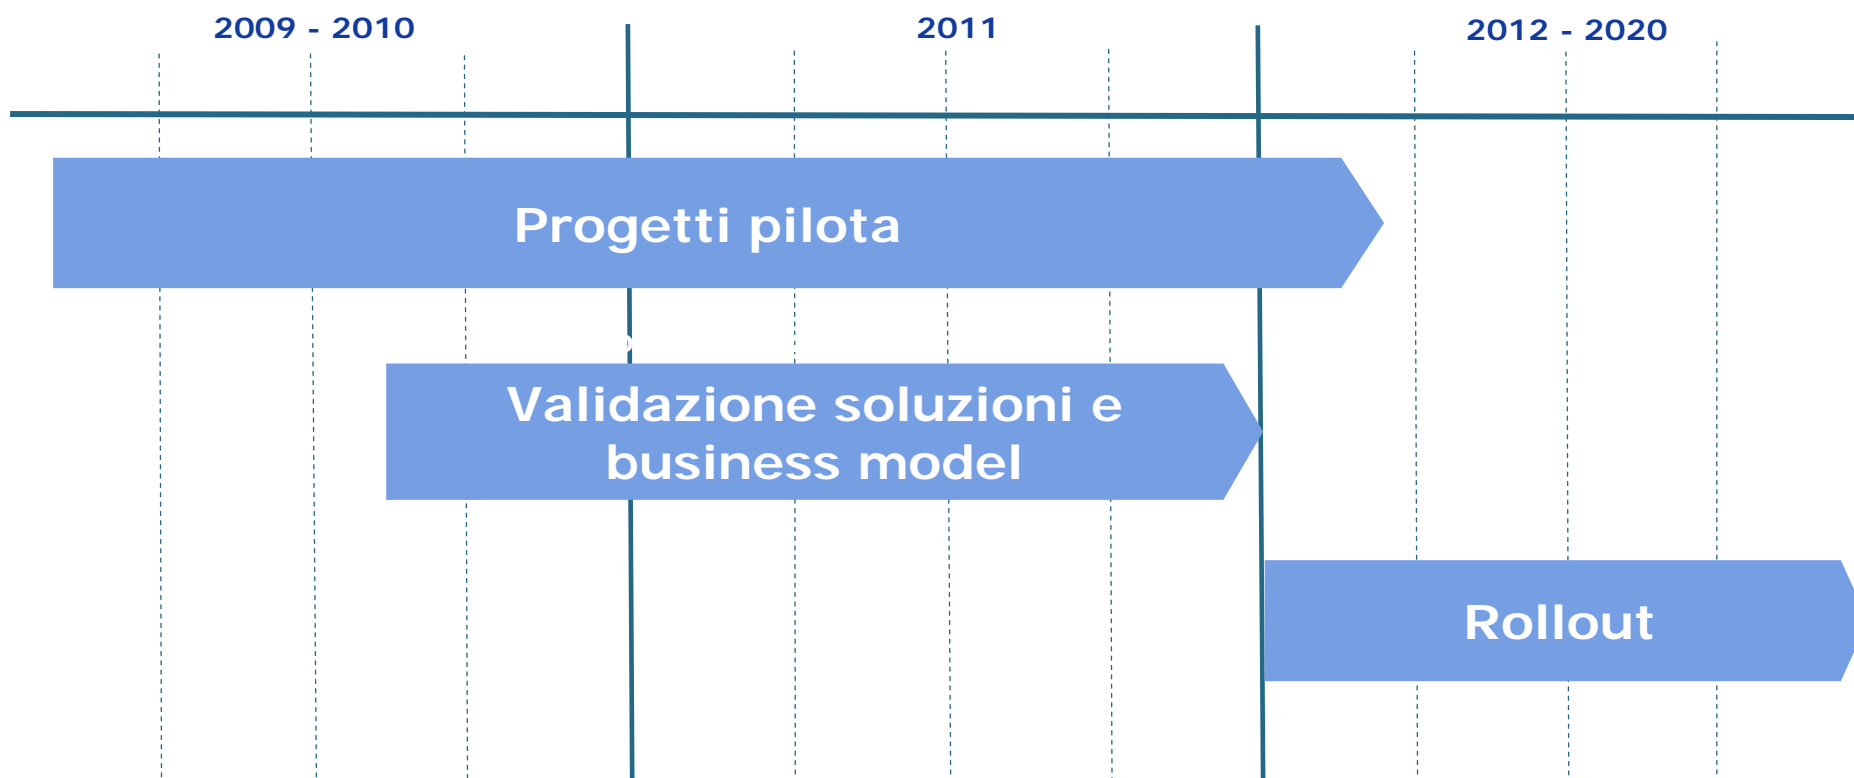 2009 - 2010
2011
2012 - 2020
Progetti pilota
Validazione soluzioni e
business model
Rollout